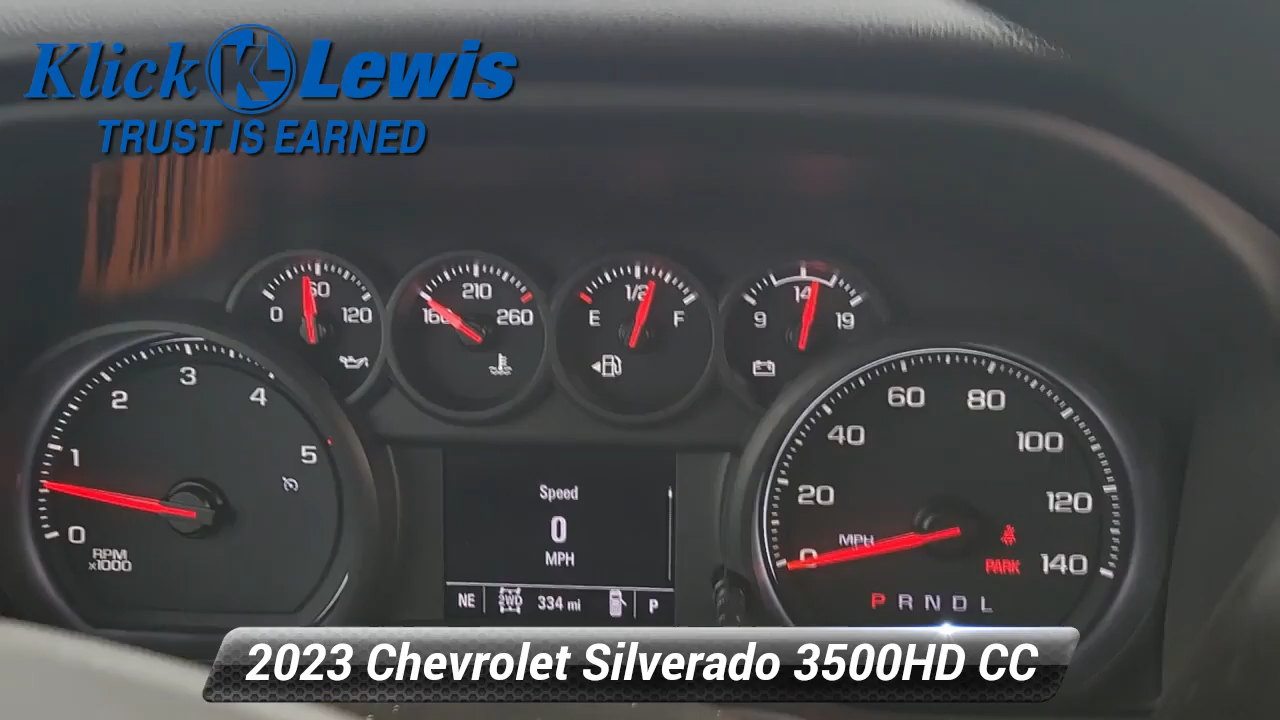 Klick KL Lewis
TRUST IS EARNED
0 60 120
160 210 260
E 1/2 F
9 14 19
0 1 2 3 4 5
RPM
x1000
Speed
0
MPH
NE 2WD 334 mi P
0 20 40 60 80 100 120 140
MPH
PARK
P R N D L
2023 Chevrolet Silverado 3500HD CC